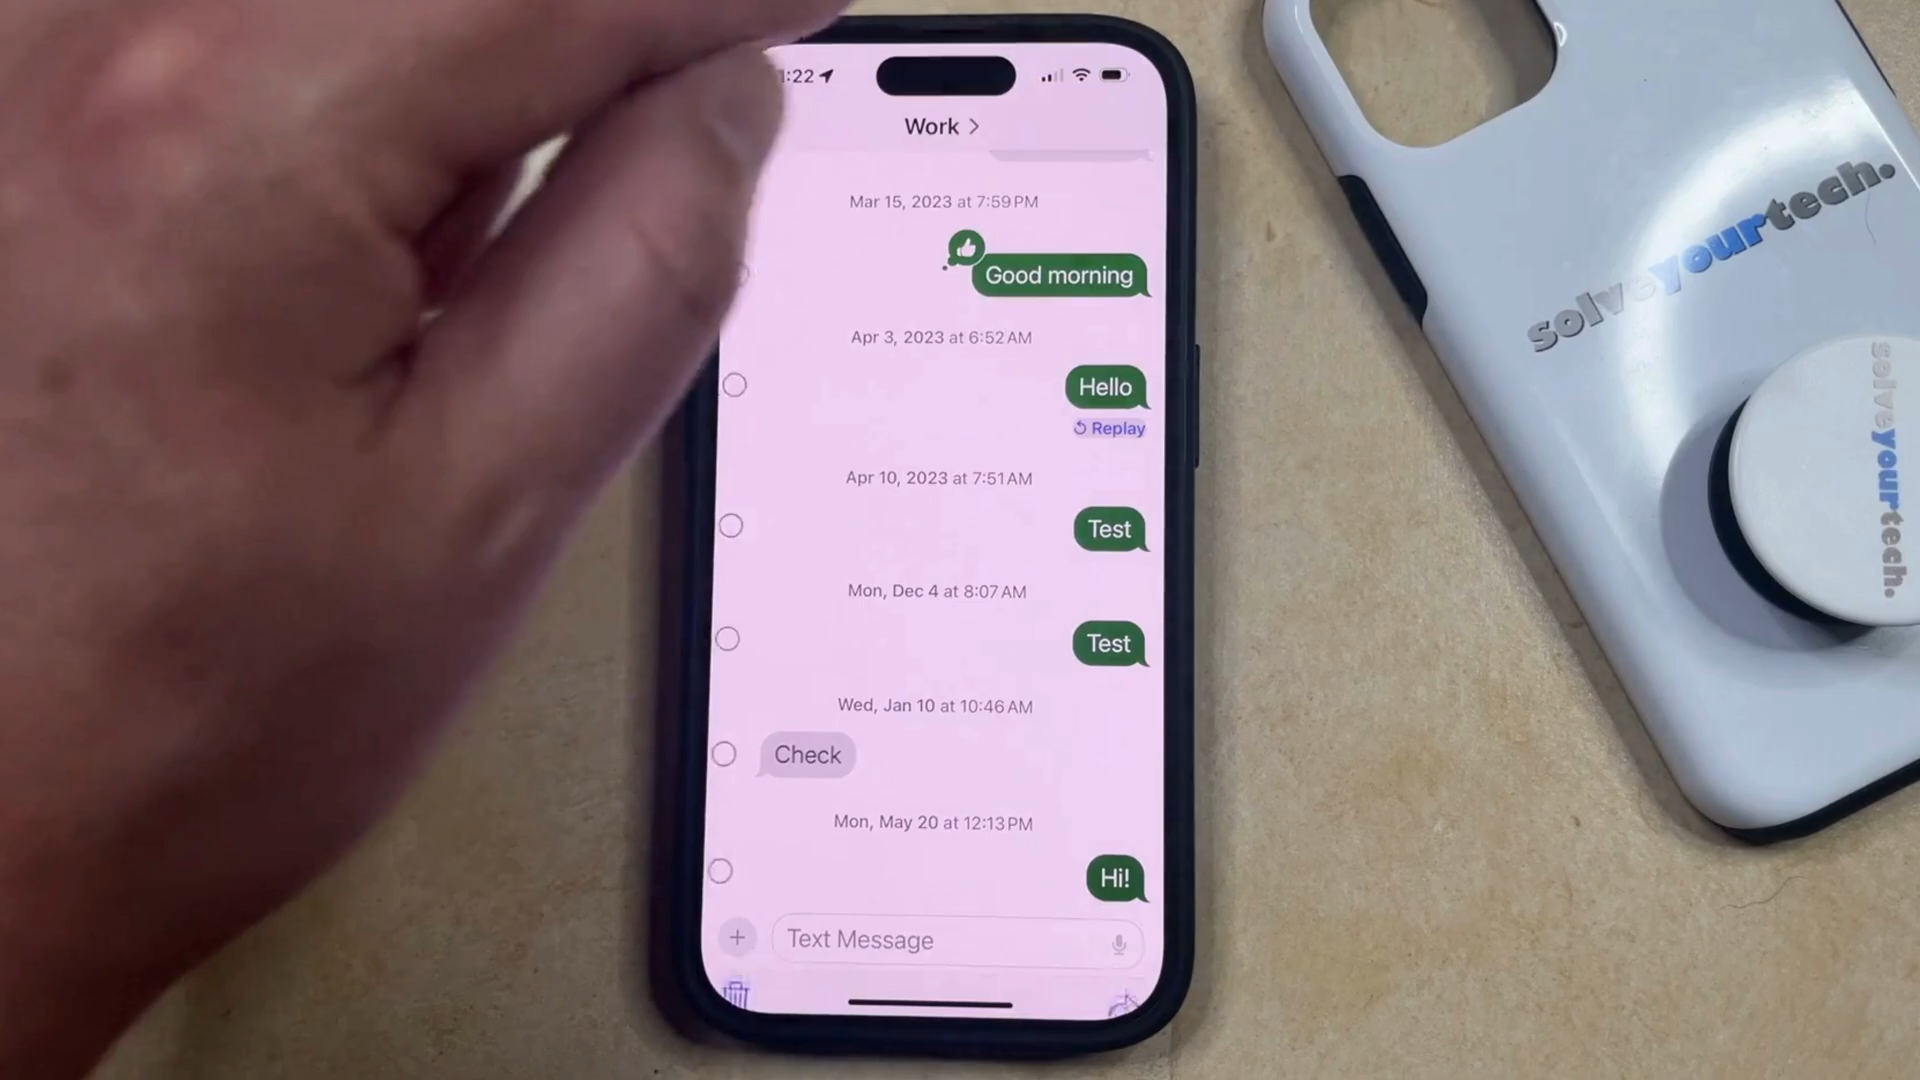 :22
Work >
Mar 15, 2023 at 7:59 PM
Good morning
Apr 3, 2023 at 6:52 AM
Hello
Replay
Apr 10, 2023 at 7:51 AM
Test
Mon, Dec 4 at 8:07 AM
Test
Wed, Jan 10 at 10:46 AM
Check
Mon, May 20 at 12:13 PM
Hi!
Text Message
solveyourtech.
solveyourtech.